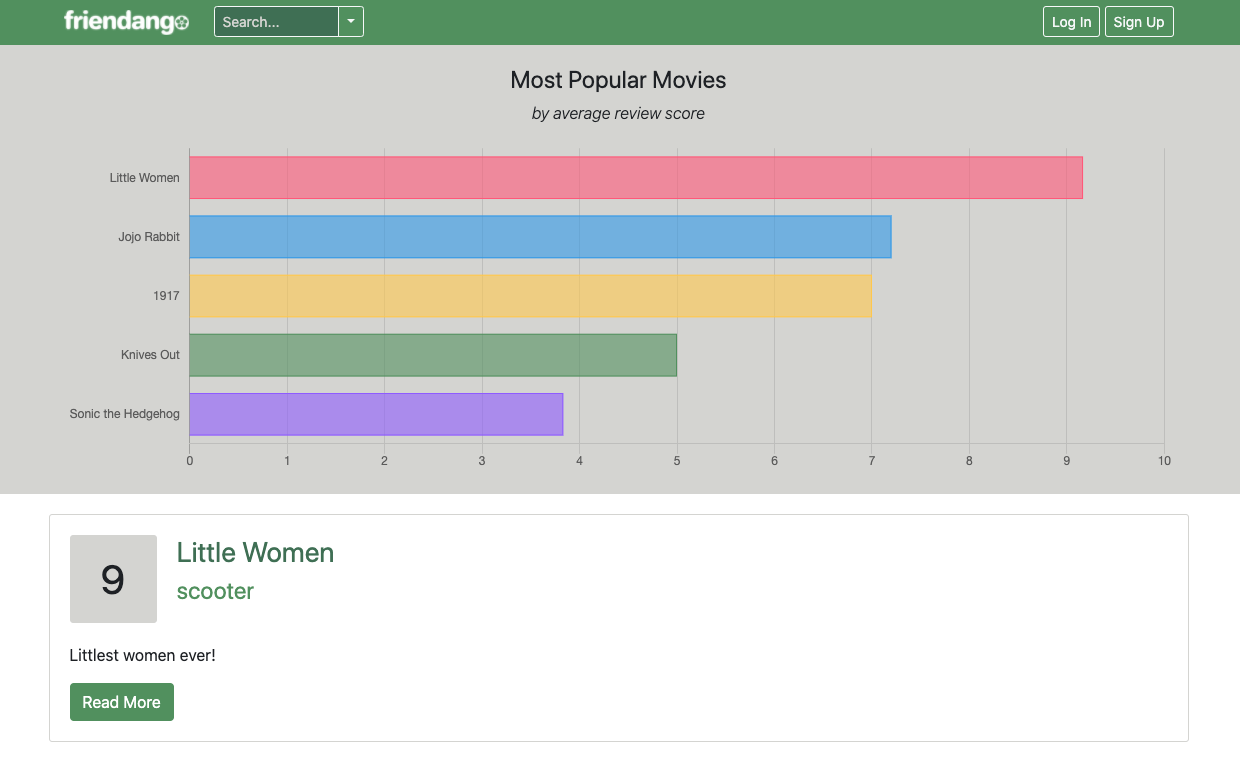 friendango Search... Log In Sign Up
Most Popular Movies
by average review score
Little Women
Jojo Rabbit
1917
Knives Out
Sonic the Hedgehog
0 1 2 3 4 5 6 7 8 9 10
9
Little Women
scooter
Littlest women ever!
Read More